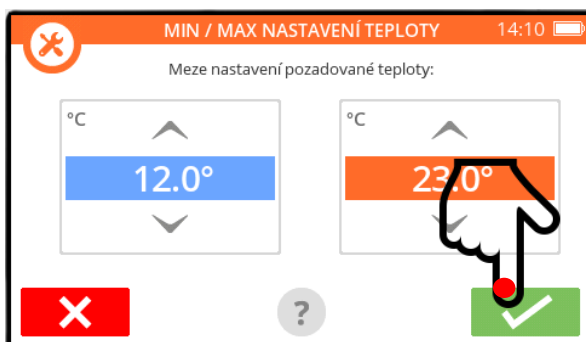 MIN / MAX NASTAVENÍ TEPLOTY 14:10
Meze nastavení pozadované teploty:
°C °C
12.0° 23.0°
?